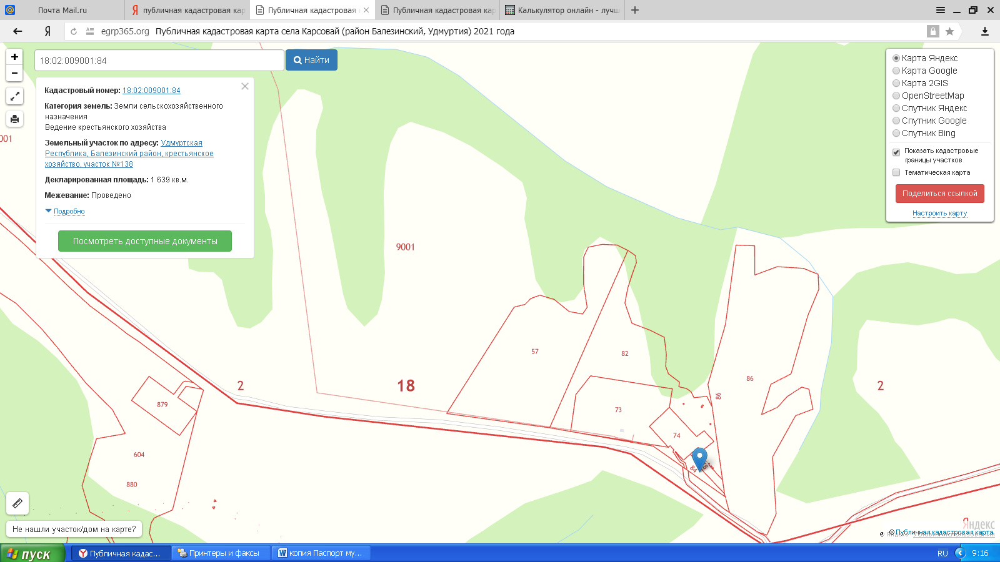 Почта Mail.ru
публичная кадастровая кар
Публичная кадастровая
Публичная кадастровая кар
Калькулятор онлайн - лучш
egrp365.org Публичная кадастровая карта села Карсовай (район Балезинский, Удмуртия) 2021 года
18:02:009001:84
Найти
Кадастровый номер: 18:02:009001:84
Категория земель: Земли сельскохозяйственного
назначения
Ведение крестьянского хозяйства
Земельный участок по адресу: Удмуртская
Республика, Балезинский район, крестьянское
хозяйство, участок №138
Декларированная площадь: 1 639 кв.м.
Межевание: Проведено
Подробно
Посмотреть доступные документы
Карта Яндекс
Карта Google
Карта 2GIS
OpenStreetMap
Спутник Яндекс
Спутник Google
Спутник Bing
Показать кадастровые
границы участков
Тематическая карта
Поделиться ссылкой
Настроить карту
001
9001
57
82
86
86
2
18
2
879
73
74
604
84
880
Не нашли участок/дом на карте?
Яндекс
© Публичная кадастровая карта
пуск
Публичная кадас...
Принтеры и факсы
копия Паспорт му...
RU
9:16